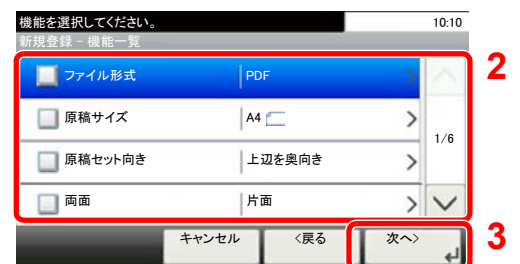 機能を選択してください。 10:10
新規登録 - 機能一覧
ファイル形式 PDF
原稿サイズ A4
1/6
原稿セット向き 上辺を奥向き
両面 片面
キャンセル <戻る 次へ>
2
3